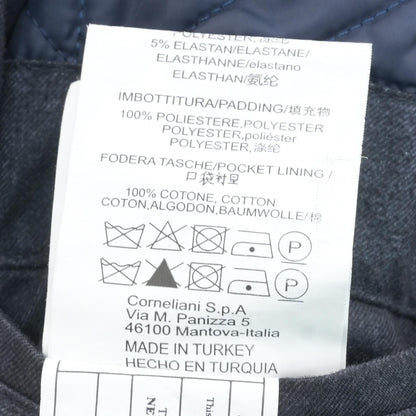 POLYESTER,涤纶
5% ELASTAN/ELASTANE/
ELASTHANNE/elastano
ELASTHAN/氨纶
IMBOTTITURA/PADDING/填充物
100% POLIESTERE,POLYESTER
POLYESTER,poliéster
POLYESTER,涤纶
FODERA TASCHE/POCKET LINING/
口袋衬里
100% COTONE, COTTON
COTON,ALGODON,BAUMWOLLE/棉
P
P
Corneliani S.p.A
Via M. Panizza 5
46100 Mantova-Italia
MADE IN TURKEY
HECHO EN TURQUIA
This